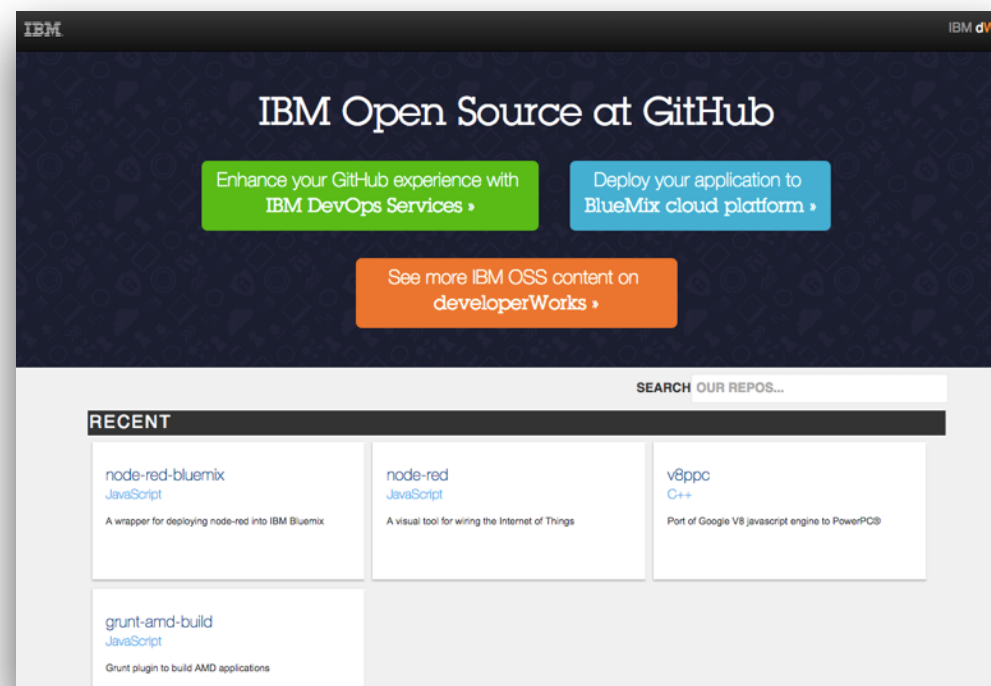 IBM
IBM dW
IBM Open Source at GitHub
Enhance your GitHub experience with
IBM DevOps Services »
Deploy your application to
BlueMix cloud platform »
See more IBM OSS content on
developerWorks »
SEARCH OUR REPOS...
RECENT
node-red-bluemix
JavaScript
A wrapper for deploying node-red into IBM Bluemix
node-red
JavaScript
A visual tool for wiring the Internet of Things
v8ppc
C++
Port of Google V8 javascript engine to PowerPC®
grunt-amd-build
JavaScript
Grunt plugin to build AMD applications